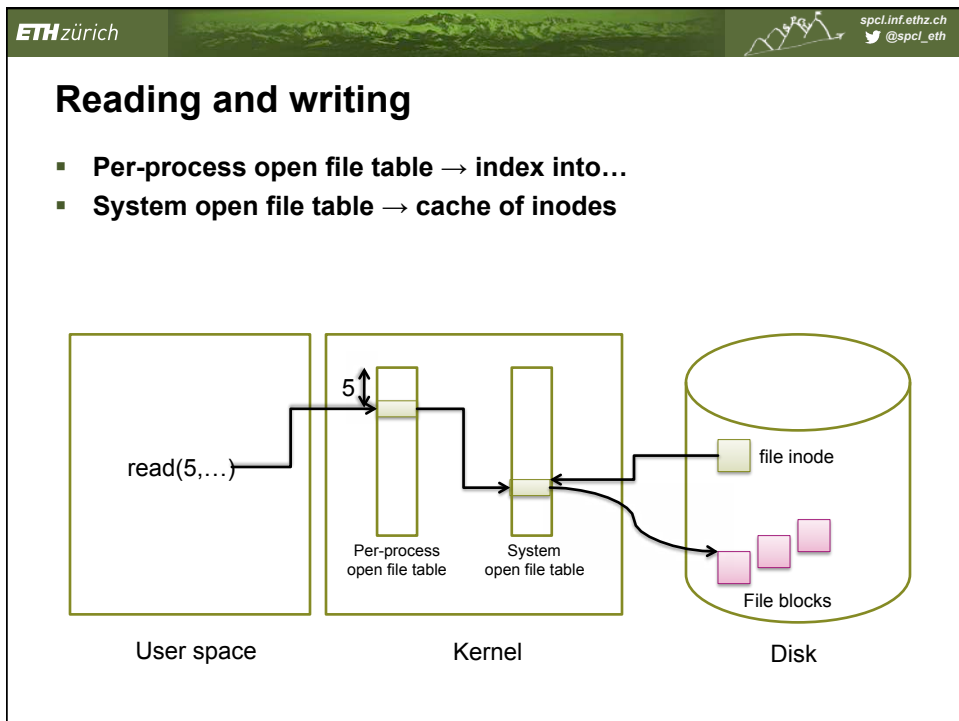 ETH zürich
spcl.inf.ethz.ch
@spcl_eth
Reading and writing
▪ Per-process open file table → index into…
▪ System open file table → cache of inodes
5
read(5,…)
file inode
Per-process
open file table
System
open file table
File blocks
User space
Kernel
Disk